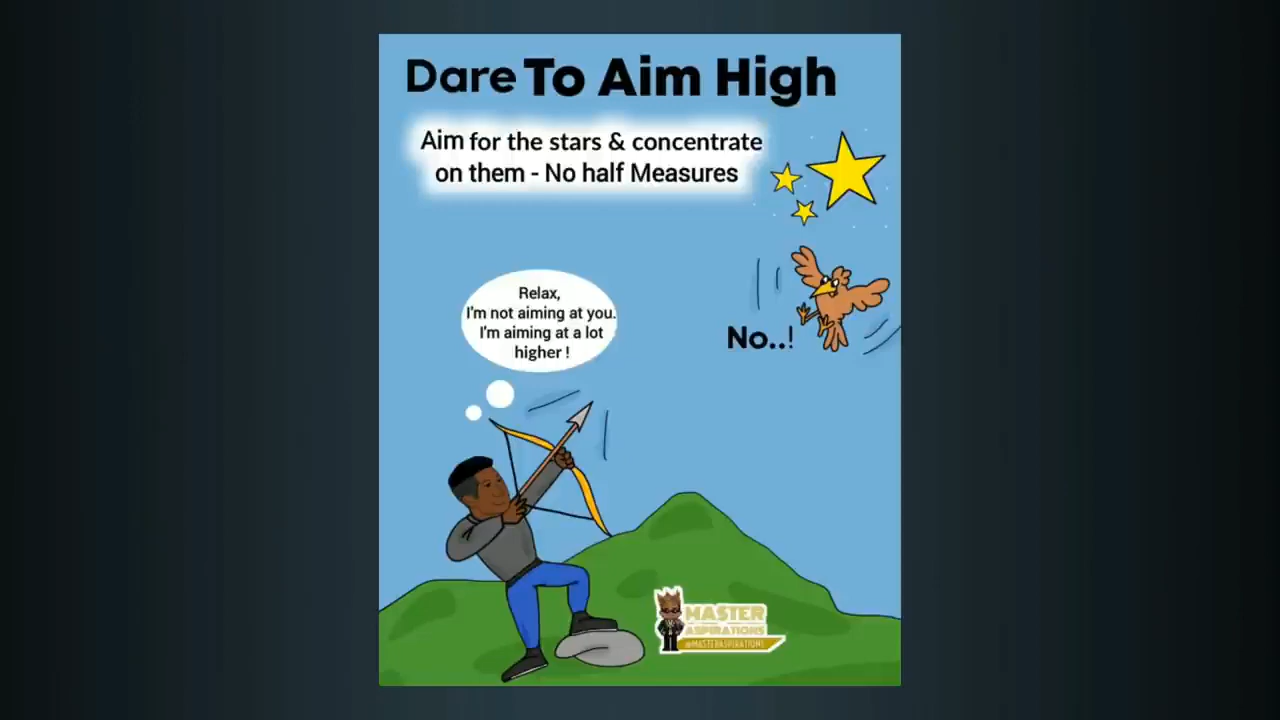 Dare To Aim High
Aim for the stars & concentrate
on them - No half Measures
Relax,
I'm not aiming at you.
I'm aiming at a lot
higher !
No..!
MASTER
ASPIRATIONS
@MASTERASPIRATIONS